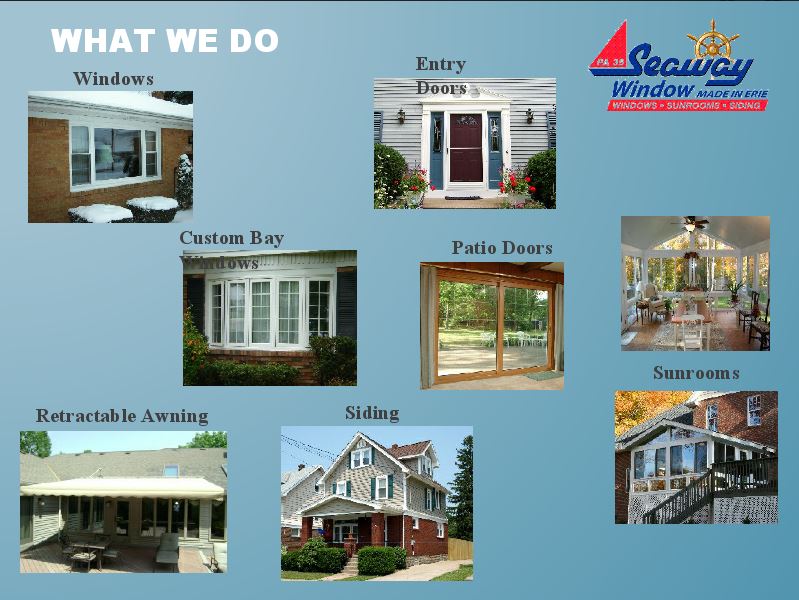 WHAT WE DO
Windows
Entry
Doors
PA 35
Seaway
Window MADE IN ERIE
WINDOWS • SUNROOMS • SIDING
Custom Bay
Windows
Patio Doors
Sunrooms
Retractable Awning
Siding